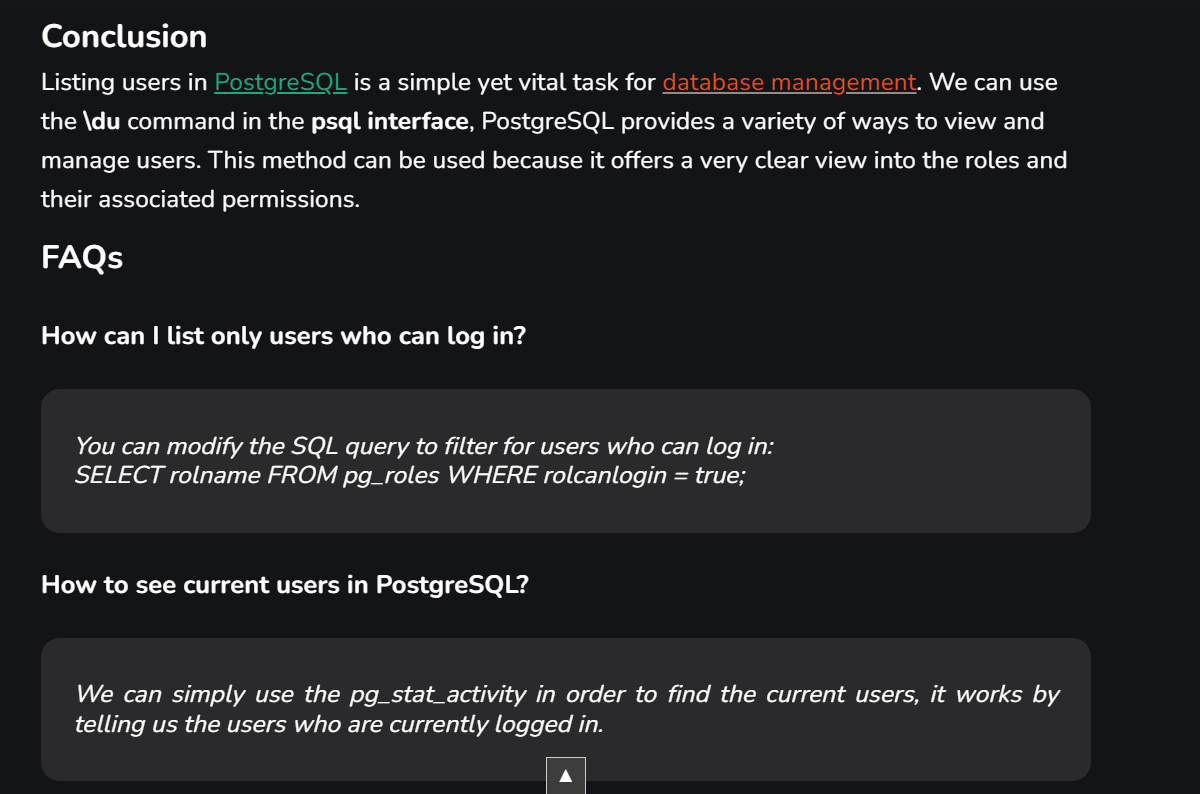 Conclusion
Listing users in PostgreSQL is a simple yet vital task for database management. We can use
the \du command in the psql interface, PostgreSQL provides a variety of ways to view and
manage users. This method can be used because it offers a very clear view into the roles and
their associated permissions.
FAQs
How can I list only users who can log in?
You can modify the SQL query to filter for users who can log in:
SELECT rolname FROM pg_roles WHERE rolcanlogin = true;
How to see current users in PostgreSQL?
We can simply use the pg_stat_activity in order to find the current users, it works by
telling us the users who are currently logged in.